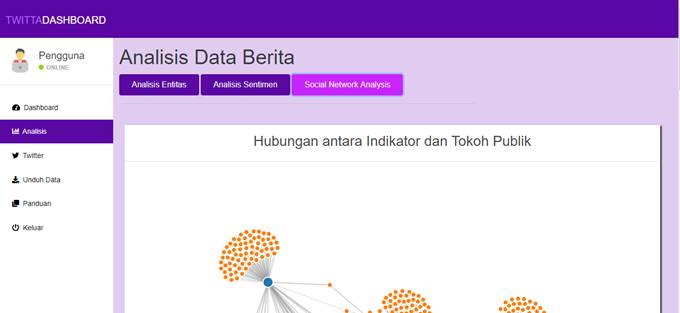 TWITTADASHBOARD
Pengguna
ONLINE
Dashboard
Analisis
Twitter
Unduh Data
Panduan
Keluar
Analisis Data Berita
Analisis Entitas Analisis Sentimen Social Network Analysis
Hubungan antara Indikator dan Tokoh Publik